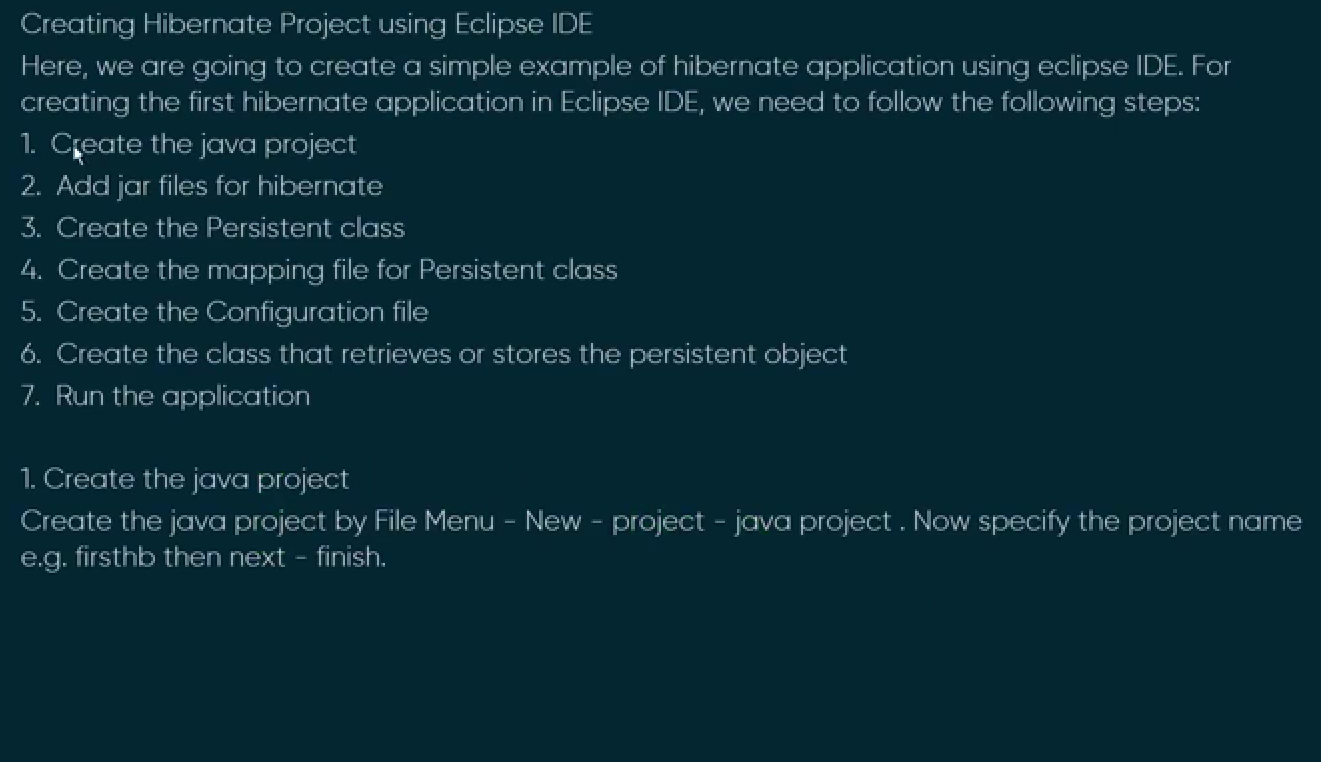 Creating Hibernate Project using Eclipse IDE
Here, we are going to create a simple example of hibernate application using eclipse IDE. For
creating the first hibernate application in Eclipse IDE, we need to follow the following steps:
1. Create the java project
2. Add jar files for hibernate
3. Create the Persistent class
4. Create the mapping file for Persistent class
5. Create the Configuration file
6. Create the class that retrieves or stores the persistent object
7. Run the application
1. Create the java project
Create the java project by File Menu - New - project - java project . Now specify the project name
e.g. firsthb then next - finish.